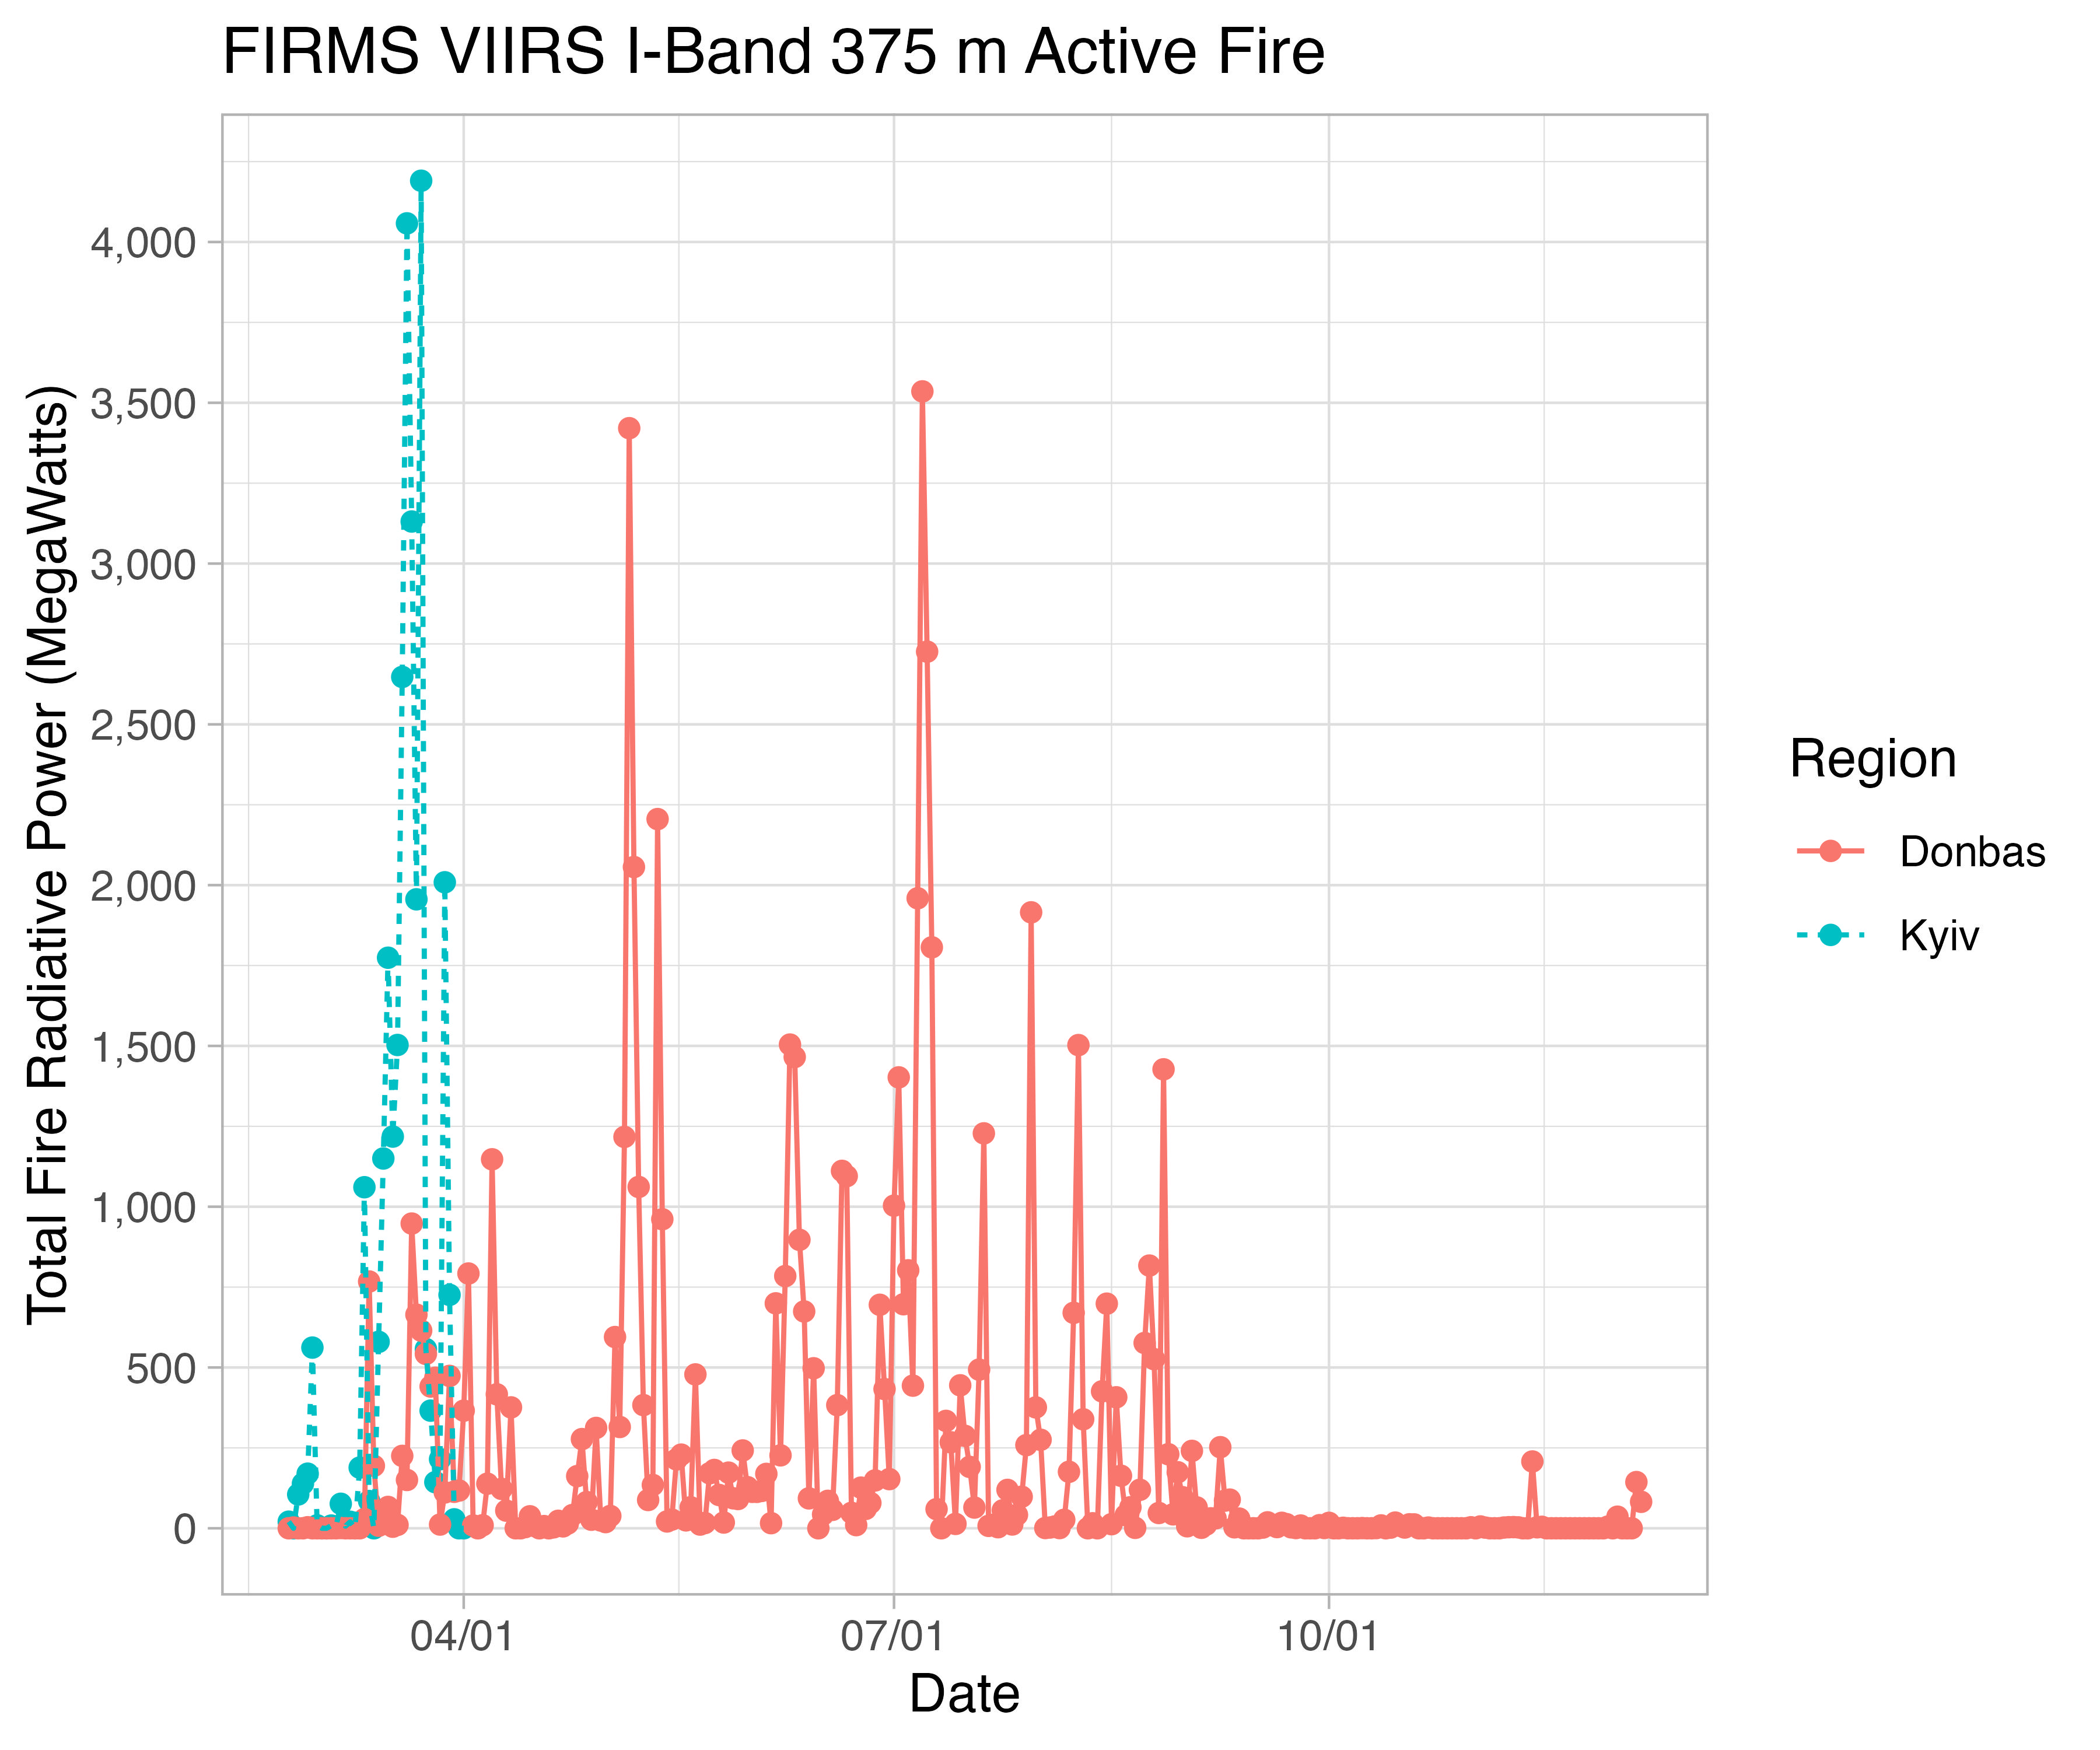 FIRMS VIIRS I-Band 375 m Active Fire
Total Fire Radiative Power (MegaWatts)
4,000
3,500
3,000
2,500
2,000
1,500
1,000
500
0
04/01
07/01
10/01
Date
Region
Donbas
Kyiv